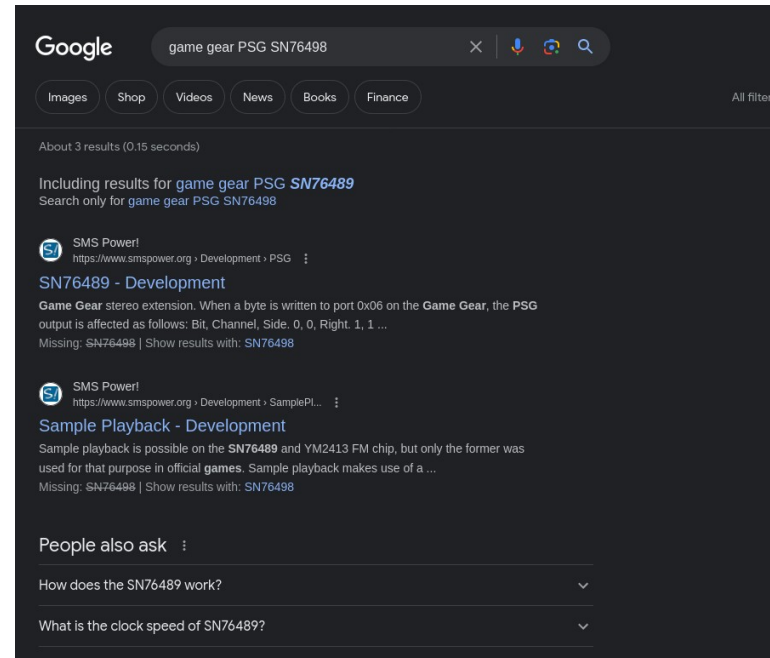 Google
game gear PSG SN76498
Images Shop Videos News Books Finance All filter
About 3 results (0.15 seconds)
Including results for game gear PSG SN76489
Search only for game gear PSG SN76498
SMS Power!
https://www.smspower.org › Development › PSG
SN76489 - Development
Game Gear stereo extension. When a byte is written to port 0x06 on the Game Gear, the PSG
output is affected as follows: Bit, Channel, Side. 0, 0, Right. 1, 1 ...
Missing: SN76498 | Show results with: SN76498
SMS Power!
https://www.smspower.org › Development › SamplePl...
Sample Playback - Development
Sample playback is possible on the SN76489 and YM2413 FM chip, but only the former was
used for that purpose in official games. Sample playback makes use of a ...
Missing: SN76498 | Show results with: SN76498
People also ask
How does the SN76489 work?
What is the clock speed of SN76489?